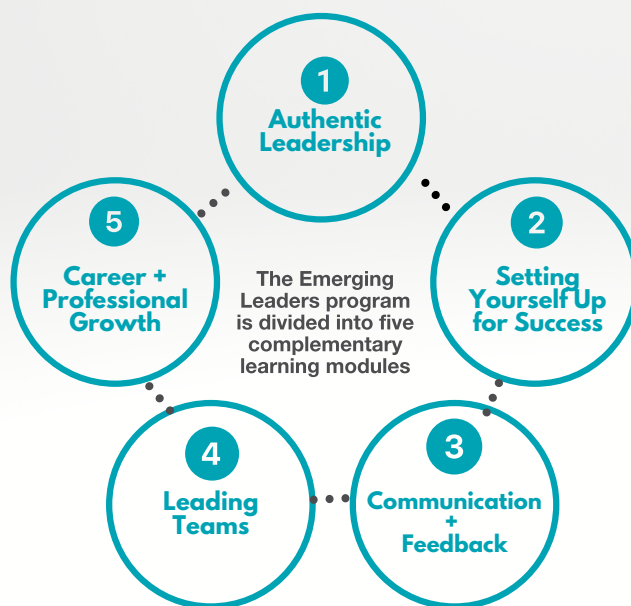 1
Authentic
Leadership
2
Setting
Yourself Up
for Success
3
Communication
+
Feedback
4
Leading
Teams
5
Career +
Professional
Growth
The Emerging
Leaders program
is divided into five
complementary
learning modules